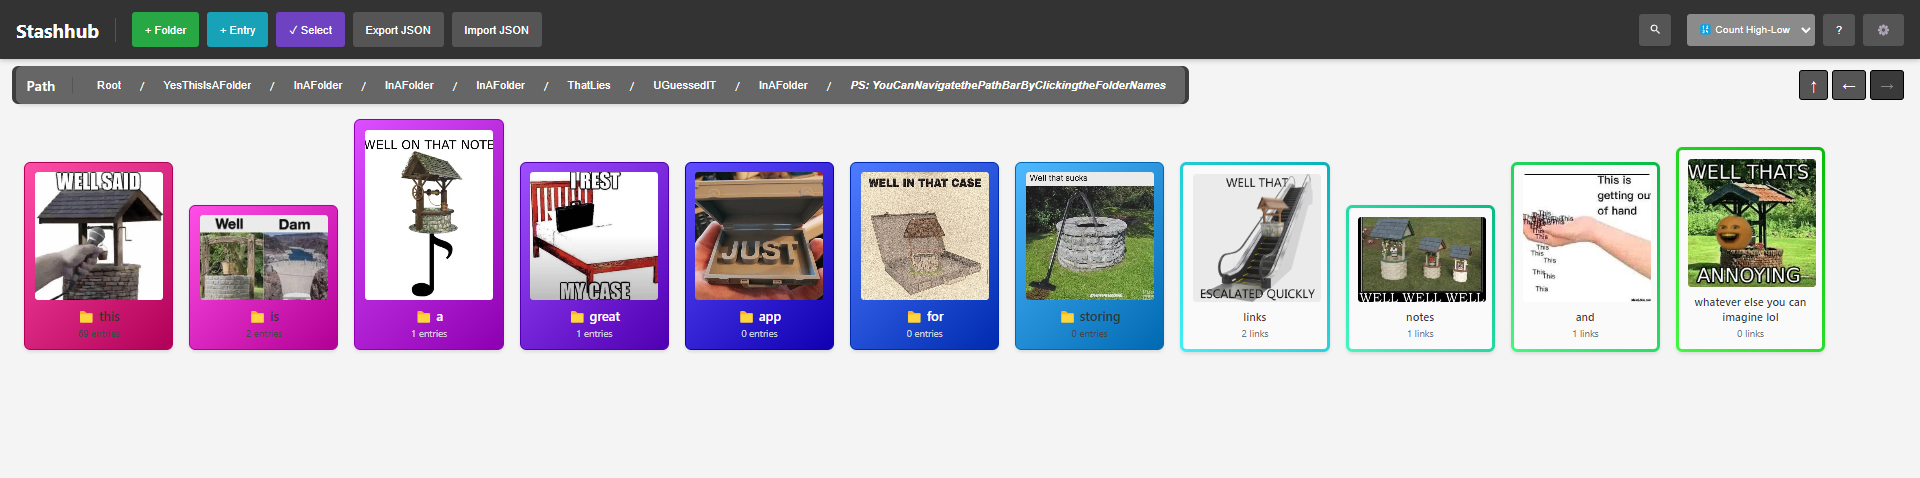 Stashhub
+ Folder
+ Entry
✓ Select
Export JSON
Import JSON
Count High-Low
?
Path
Root / YesThisIsAFolder / InAFolder / InAFolder / InAFolder / ThatLies / UGuessedIT / InAFolder / PS: YouCanNavigatethePathBarByClickingtheFolderNames
↑
←
→
WELL SAID
this
69 entries
Well Dam
is
2 entries
WELL ON THAT NOTE
a
1 entries
I REST
MY CASE
great
1 entries
JUST
app
0 entries
WELL IN THAT CASE
for
0 entries
Well that sucks
storing
0 entries
WELL THAT
ESCALATED QUICKLY
links
2 links
WELL WELL WELL
notes
1 links
This is
getting ou
of hand
This
This
This
This
This
This
This
This
This
and
1 links
WELL THATS
ANNOYING
whatever else you can
imagine lol
0 links